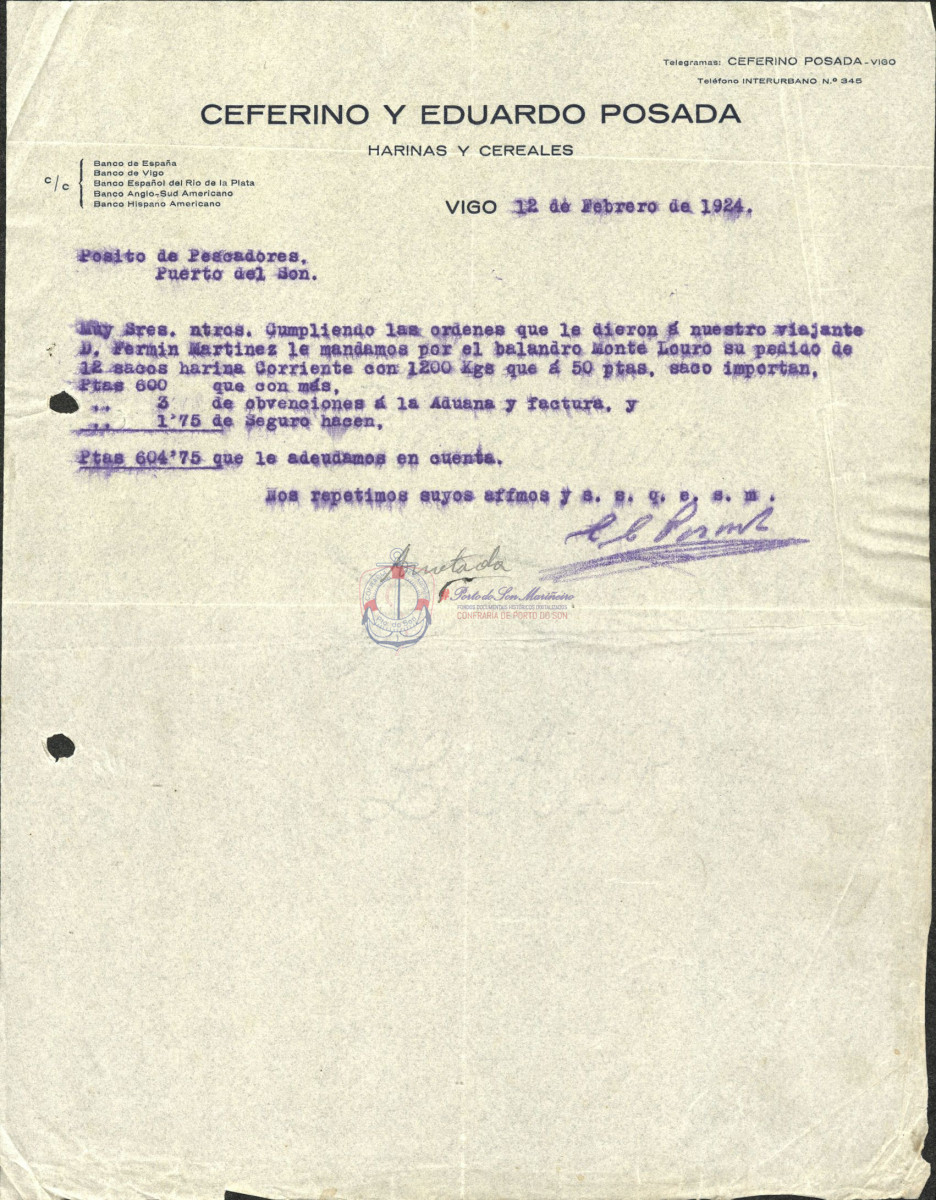 Telegramas: CEFERINO POSADA-VIGO
Teléfono INTERURBANO N.º 345
CEFERINO Y EDUARDO POSADA
HARINAS Y CEREALES
c/c
Banco de España
Banco de Vigo
Banco Español del Rio de la Plata
Banco Anglo-Sud Americano
Banco Hispano Americano
VIGO 12 de Febrero de 1924.
Posito de Pescadores.
Puerto del Son.
Muy Sres. ntros. Cumpliendo las ordenes que le dieron á nuestro viajante
D. Fermin Martinez le mandamos por el balandro Monte Louro su pedido de
12 sacos harina Corriente con 1200 Kgs que á 50 ptas. saco importan,
Ptas 600 que con más,
,, 3 de obvenciones á la Aduana y factura, y
,, 1'75 de Seguro hacen,
Ptas 604'75 que le adeudamos en cuenta.
Nos repetimos suyos affmos y s. s. q. e. s. m.
Anotada
Porto do Son Mariñeiro
FONDOS DOCUMENTAIS HISTÓRICOS DIXITALIZADOS
CONFRARÍA DE PORTO DO SON